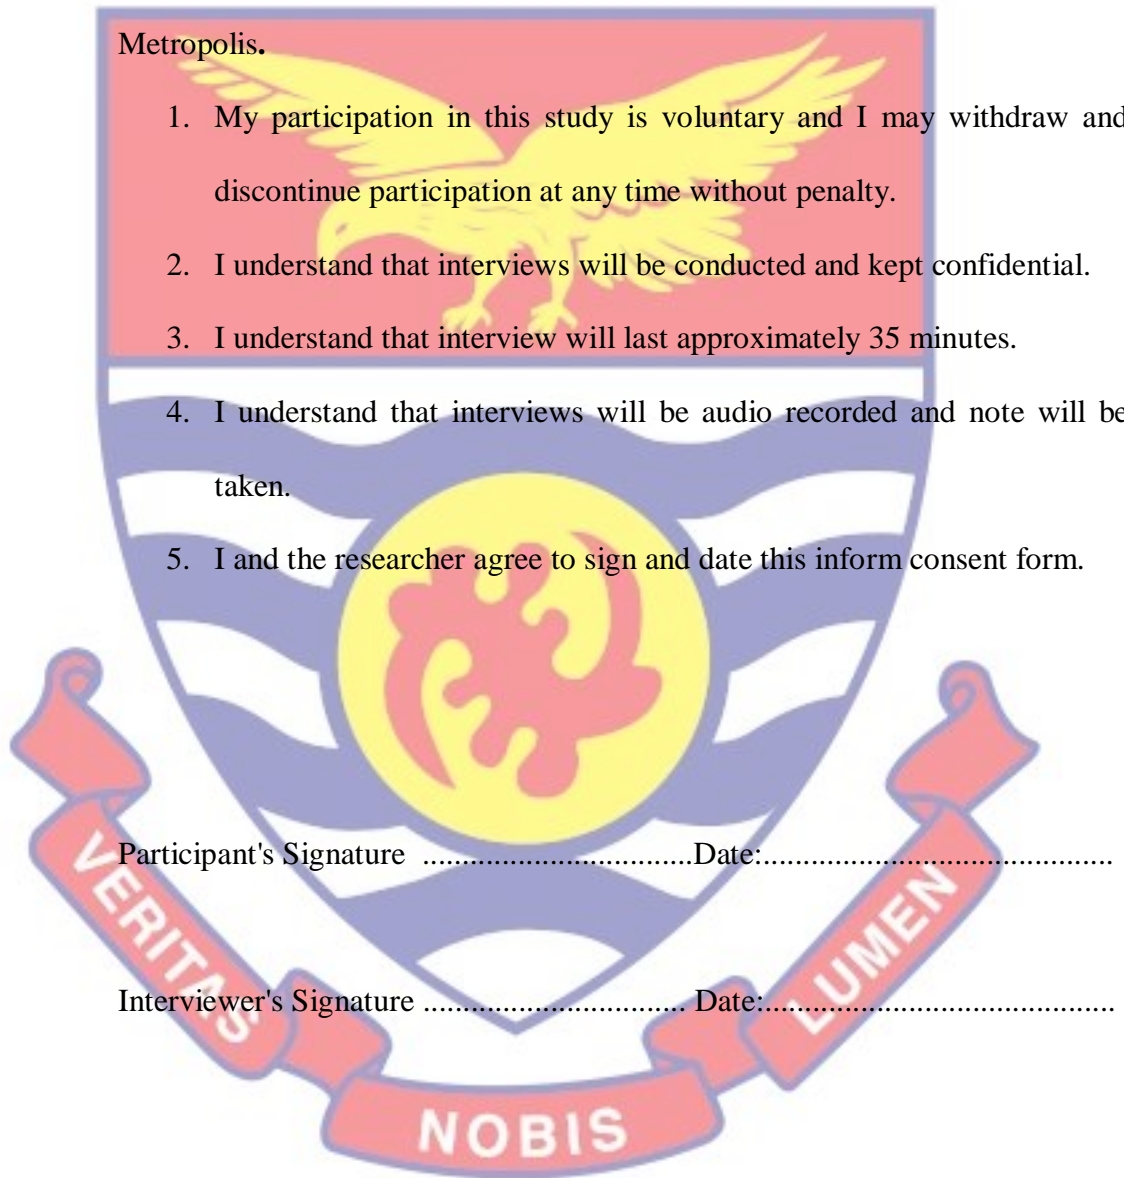 Metropolis.
1. My participation in this study is voluntary and I may withdraw and
discontinue participation at any time without penalty.
2. I understand that interviews will be conducted and kept confidential.
3. I understand that interview will last approximately 35 minutes.
4. I understand that interviews will be audio recorded and note will be
taken.
5. I and the researcher agree to sign and date this inform consent form.
Participant's Signature ..................................Date:............................................
Interviewer's Signature ................................. Date:............................................
VERITAS
NOBIS
LUMEN